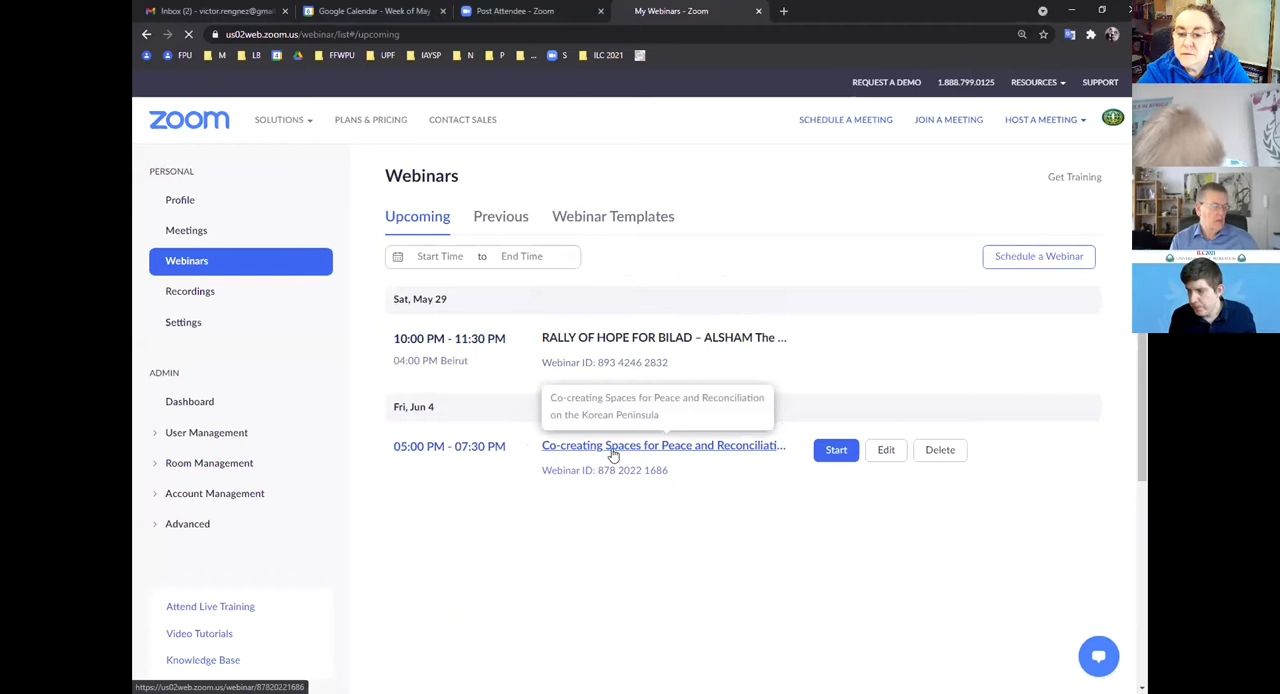 Inbox (2) - victor.rengnez@gmai
Google Calendar - Week of May
Post Attendee - Zoom
My Webinars - Zoom
us02web.zoom.us/webinar/list#/upcoming
FPU
M
LB
FFWPU
UPF
IAYSP
N
P
...
S
ILC 2021
REQUEST A DEMO
1.888.799.0125
RESOURCES
SUPPORT
zoom
SOLUTIONS
PLANS & PRICING
CONTACT SALES
SCHEDULE A MEETING
JOIN A MEETING
HOST A MEETING
PERSONAL
Profile
Meetings
Webinars
Recordings
Settings
ADMIN
Dashboard
User Management
Room Management
Account Management
Advanced
Attend Live Training
Video Tutorials
Knowledge Base
Webinars
Get Training
Upcoming
Previous
Webinar Templates
Start Time to End Time
Schedule a Webinar
Sat, May 29
10:00 PM - 11:30 PM
RALLY OF HOPE FOR BILAD – ALSHAM The ...
04:00 PM Beirut
Webinar ID: 893 4246 2832
Co-creating Spaces for Peace and Reconciliation
on the Korean Peninsula
Fri, Jun 4
05:00 PM - 07:30 PM
Co-creating Spaces for Peace and Reconciliati...
Start
Edit
Delete
Webinar ID: 878 2022 1686
https://us02web.zoom.us/webinar/87820221686
ILC2021